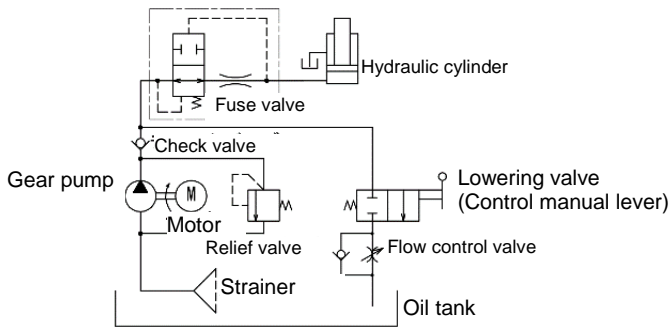 Hydraulic cylinder
Fuse valve
Check valve
Gear pump
M
Motor
Relief valve
Lowering valve
(Control manual lever)
Flow control valve
Strainer
Oil tank